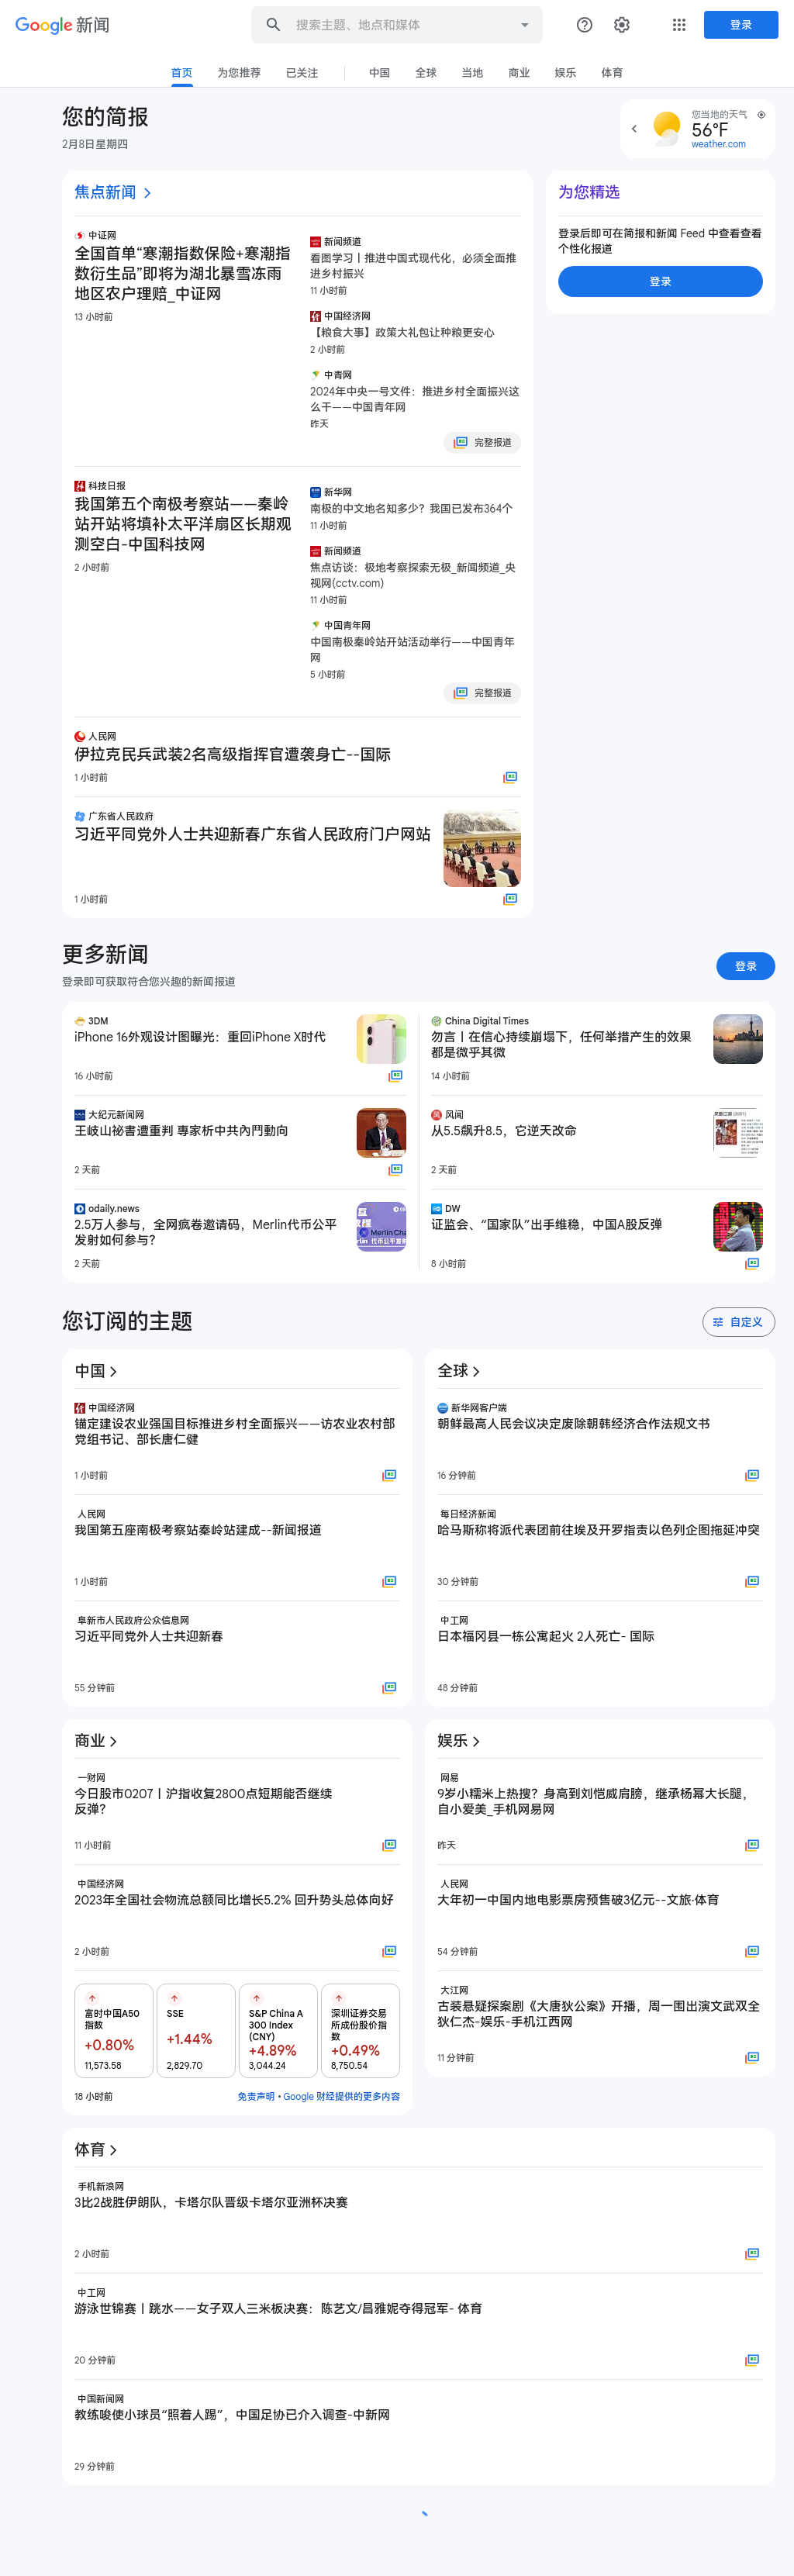 Google 新闻
搜索主题、地点和媒体
登录
首页
为您推荐
已关注
中国
全球
当地
商业
娱乐
体育
您的简报
2月8日星期四
您当地的天气
56°F
weather.com
焦点新闻
中证网
全国首单“寒潮指数保险+寒潮指
数衍生品”即将为湖北暴雪冻雨
地区农户理赔_中证网
13 小时前
新闻频道
看图学习丨推进中国式现代化，必须全面推
进乡村振兴
11 小时前
中国经济网
【粮食大事】政策大礼包让种粮更安心
2 小时前
中青网
2024年中央一号文件：推进乡村全面振兴这
么干——中国青年网
昨天
完整报道
为您精选
登录后即可在简报和新闻 Feed 中查看查看
个性化报道
登录
科技日报
我国第五个南极考察站——秦岭
站开站将填补太平洋扇区长期观
测空白-中国科技网
2 小时前
新华网
南极的中文地名知多少？我国已发布364个
11 小时前
新闻频道
焦点访谈：极地考察探索无极_新闻频道_央
视网(cctv.com)
11 小时前
中国青年网
中国南极秦岭站开站活动举行——中国青年
网
5 小时前
完整报道
人民网
伊拉克民兵武装2名高级指挥官遭袭身亡--国际
1 小时前
广东省人民政府
习近平同党外人士共迎新春广东省人民政府门户网站
1 小时前
更多新闻
登录即可获取符合您兴趣的新闻报道
登录
3DM
iPhone 16外观设计图曝光：重回iPhone X时代
16 小时前
China Digital Times
勿言丨在信心持续崩塌下，任何举措产生的效果
都是微乎其微
14 小时前
大纪元新闻网
王岐山祕書遭重判 專家析中共內鬥動向
2 天前
风闻
从5.5飙升8.5，它逆天改命
2 天前
odaily.news
2.5万人参与，全网疯卷邀请码，Merlin代币公平
发射如何参与？
2 天前
DW
证监会、“国家队”出手维稳，中国A股反弹
8 小时前
您订阅的主题
自定义
中国
中国经济网
锚定建设农业强国目标推进乡村全面振兴——访农业农村部
党组书记、部长唐仁健
1 小时前
人民网
我国第五座南极考察站秦岭站建成--新闻报道
1 小时前
阜新市人民政府公众信息网
习近平同党外人士共迎新春
55 分钟前
全球
新华网客户端
朝鲜最高人民会议决定废除朝韩经济合作法规文书
16 分钟前
每日经济新闻
哈马斯称将派代表团前往埃及开罗指责以色列企图拖延冲突
30 分钟前
中工网
日本福冈县一栋公寓起火 2人死亡- 国际
48 分钟前
商业
一财网
今日股市0207丨沪指收复2800点短期能否继续
反弹？
11 小时前
中国经济网
2023年全国社会物流总额同比增长5.2% 回升势头总体向好
2 小时前
富时中国A50
指数
+0.80%
11,573.58
SSE
+1.44%
2,829.70
S&P China A
300 Index
(CNY)
+4.89%
3,044.24
深圳证券交易
所成份股价指
数
+0.49%
8,750.54
18 小时前
免责声明 • Google 财经提供的更多内容
娱乐
网易
9岁小糯米上热搜？身高到刘恺威肩膀，继承杨幂大长腿，
自小爱美_手机网易网
昨天
人民网
大年初一中国内地电影票房预售破3亿元--文旅·体育
54 分钟前
大江网
古装悬疑探案剧《大唐狄公案》开播，周一围出演文武双全
狄仁杰-娱乐-手机江西网
11 分钟前
体育
手机新浪网
3比2战胜伊朗队，卡塔尔队晋级卡塔尔亚洲杯决赛
2 小时前
中工网
游泳世锦赛丨跳水——女子双人三米板决赛：陈艺文/昌雅妮夺得冠军- 体育
20 分钟前
中国新闻网
教练唆使小球员“照着人踢”，中国足协已介入调查-中新网
29 分钟前